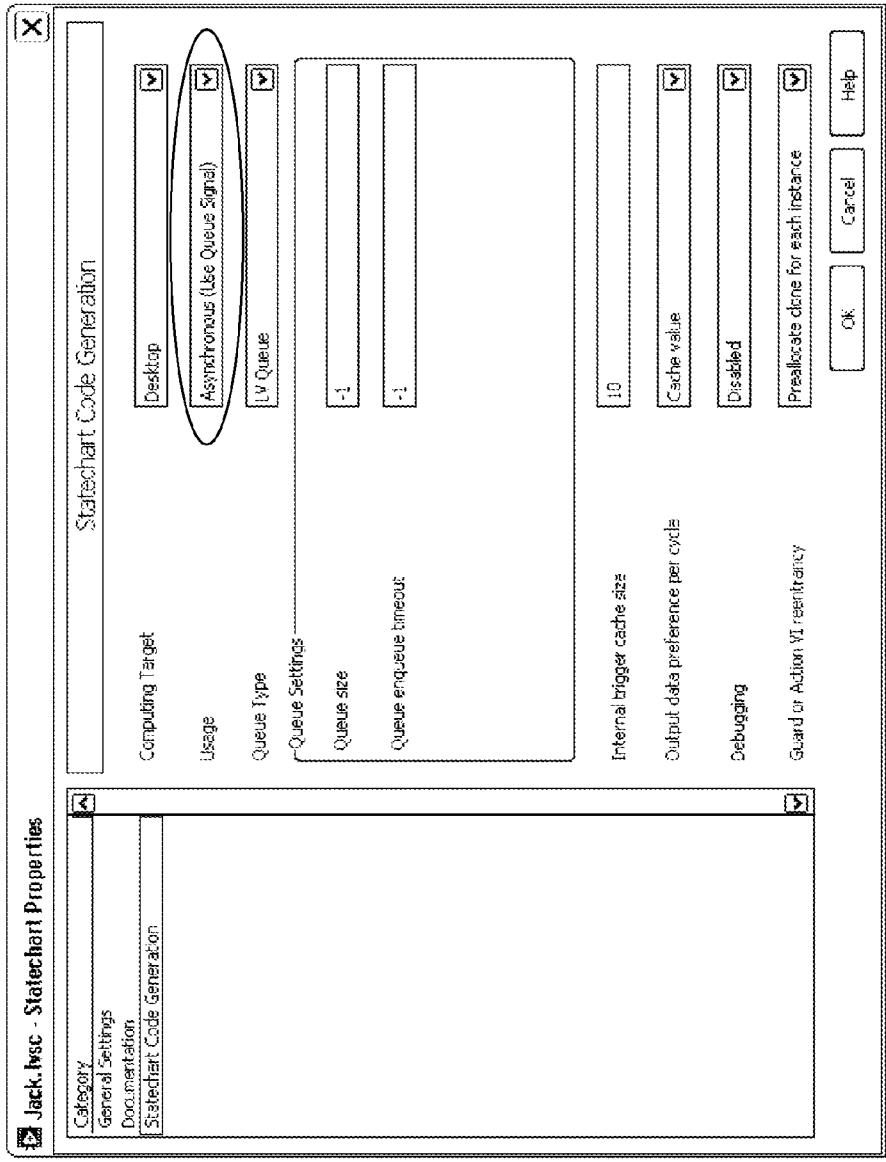 Jack.lvsc - Statechart Properties
Category
General Settings
Documentation
Statechart Code Generation
Statechart Code Generation
Computing Target
Desktop
Usage
Asynchronous (Use Queue Signal)
Queue Type
LV Queue
Queue Settings
Queue size
-1
Queue enqueue timeout
-1
Internal trigger cache size
10
Output data preference per cycle
Cache value
Debugging
Disabled
Guard or Action VI reentrancy
Preallocate clone for each instance
OK
Cancel
Help